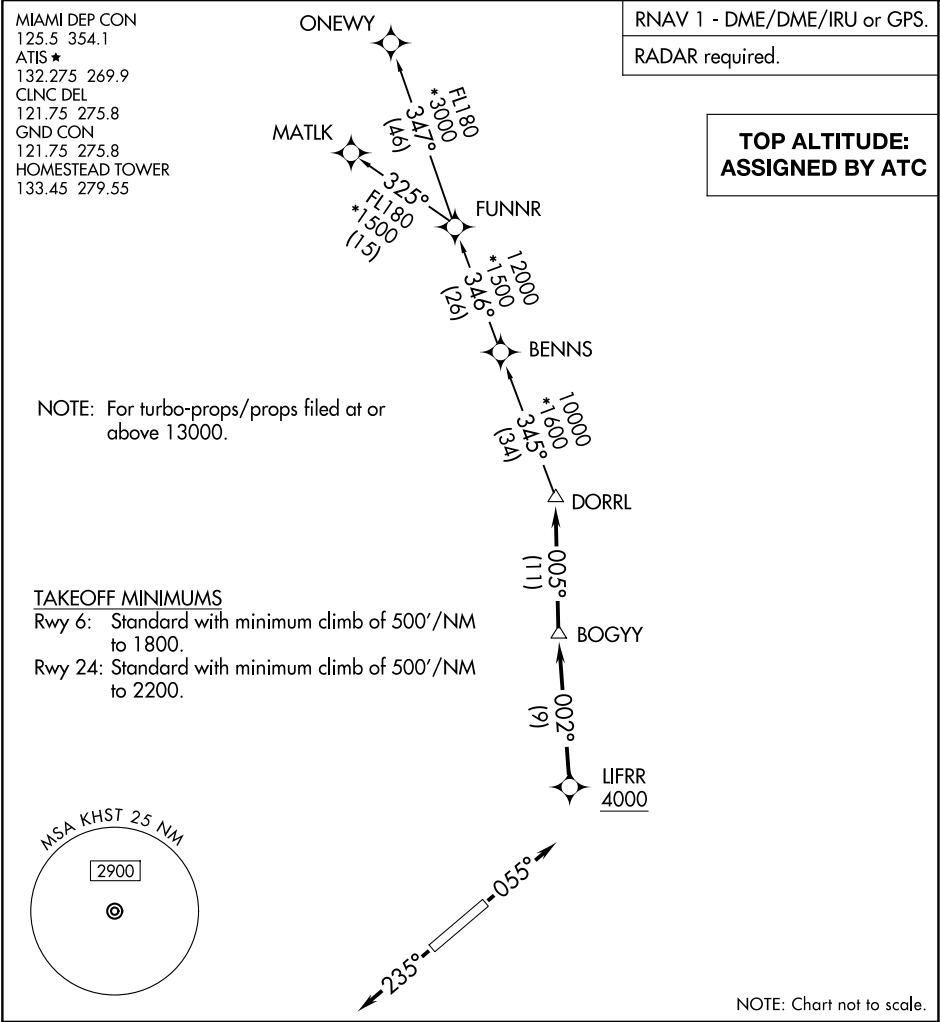 MIAMI DEP CON
125.5 354.1
ATIS ★
132.275 269.9
CLNC DEL
121.75 275.8
GND CON
121.75 275.8
HOMESTEAD TOWER
133.45 279.55
RNAV 1 - DME/DME/IRU or GPS.
RADAR required.
TOP ALTITUDE:
ASSIGNED BY ATC
ONEWY
FL180
*3000
347°
(46)
MATLK
325°
FL180
*1500
(15)
FUNNR
12000
*1500
346°
(26)
BENNS
10000
*1600
345°
(34)
DORRL
005°
(11)
BOGYY
002°
(9)
LIFRR
4000
NOTE: For turbo-props/props filed at or
above 13000.
TAKEOFF MINIMUMS
Rwy 6: Standard with minimum climb of 500'/NM
to 1800.
Rwy 24: Standard with minimum climb of 500'/NM
to 2200.
MSA KHST 25 NM
2900
055°
235°
NOTE: Chart not to scale.